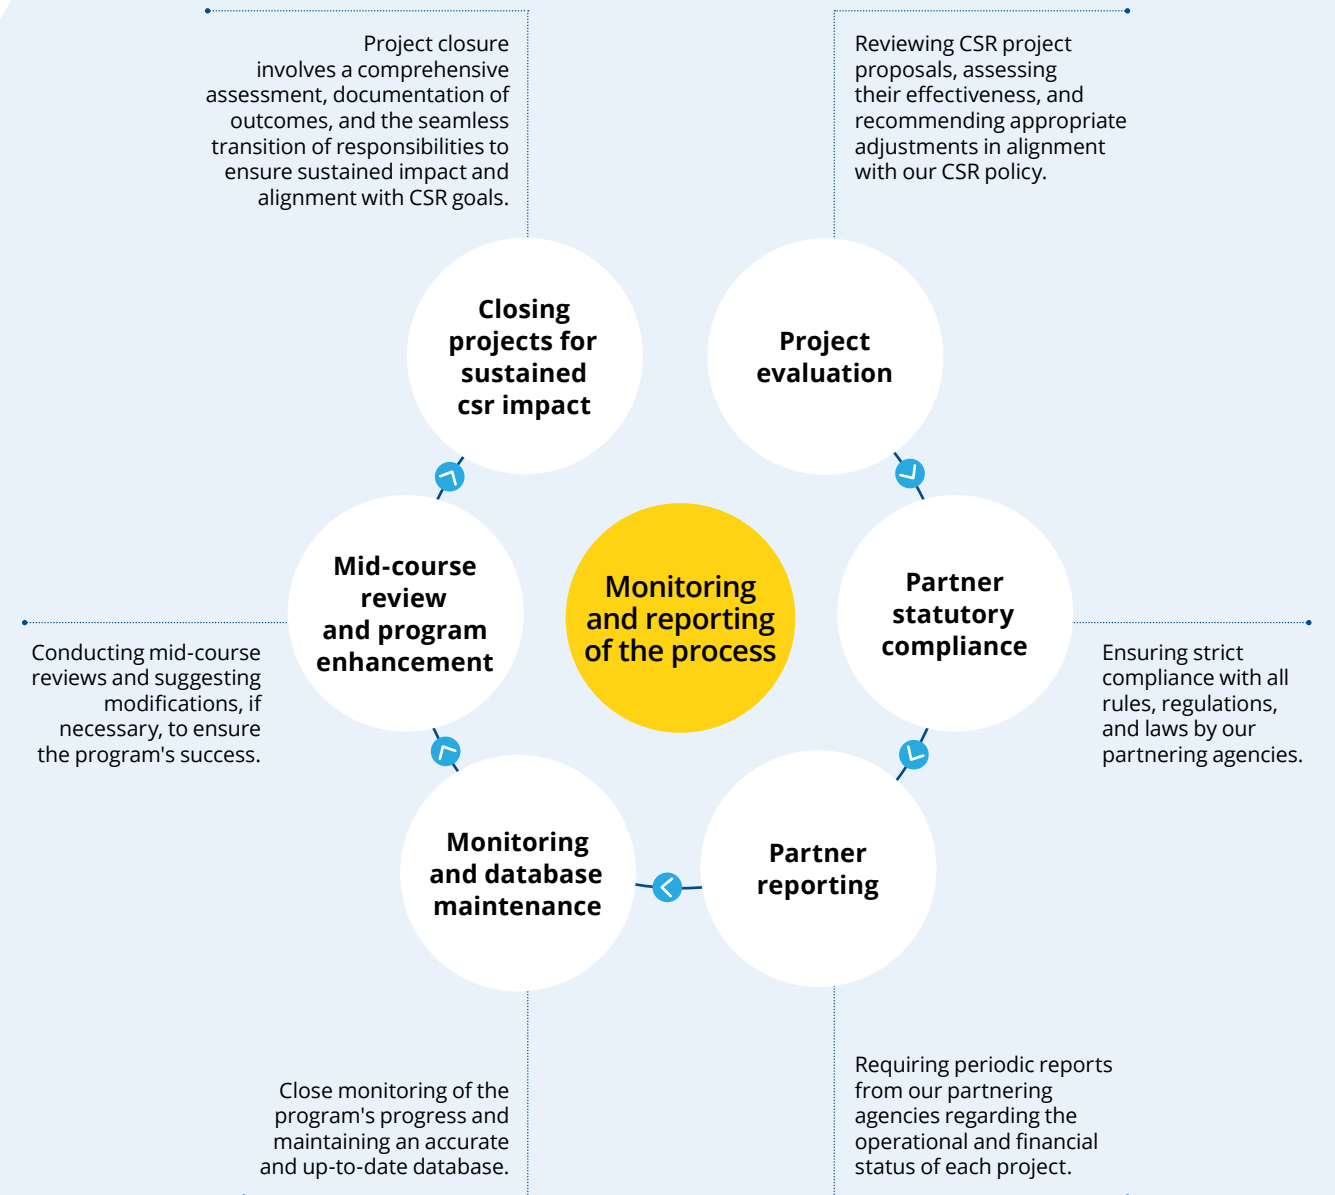 Project closure
involves a comprehensive
assessment, documentation of
outcomes, and the seamless
transition of responsibilities to
ensure sustained impact and
alignment with CSR goals.
Reviewing CSR project
proposals, assessing
their effectiveness, and
recommending appropriate
adjustments in alignment
with our CSR policy.
Closing
projects for
sustained
csr impact
Project
evaluation
Mid-course
review
and program
enhancement
Monitoring
and reporting
of the process
Partner
statutory
compliance
Conducting mid-course
reviews and suggesting
modifications, if
necessary, to ensure
the program's success.
Ensuring strict
compliance with all
rules, regulations,
and laws by our
partnering agencies.
Monitoring
and database
maintenance
Partner
reporting
Close monitoring of the
program's progress and
maintaining an accurate
and up-to-date database.
Requiring periodic reports
from our partnering
agencies regarding the
operational and financial
status of each project.